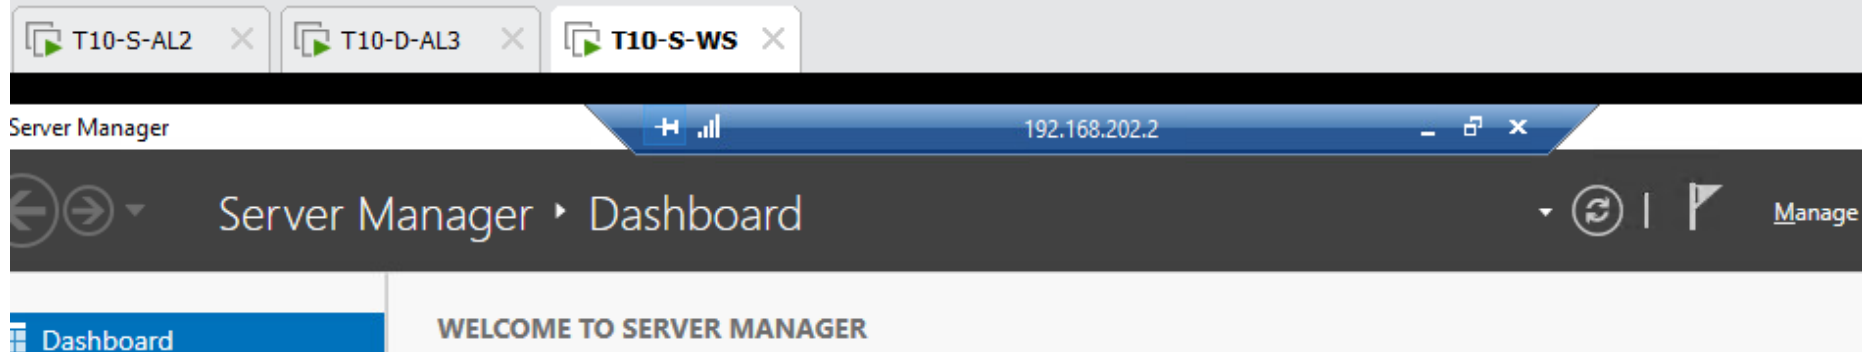 T10-S-AL2 T10-D-AL3 T10-S-WS
Server Manager 192.168.202.2
Server Manager Dashboard Manage
Dashboard WELCOME TO SERVER MANAGER